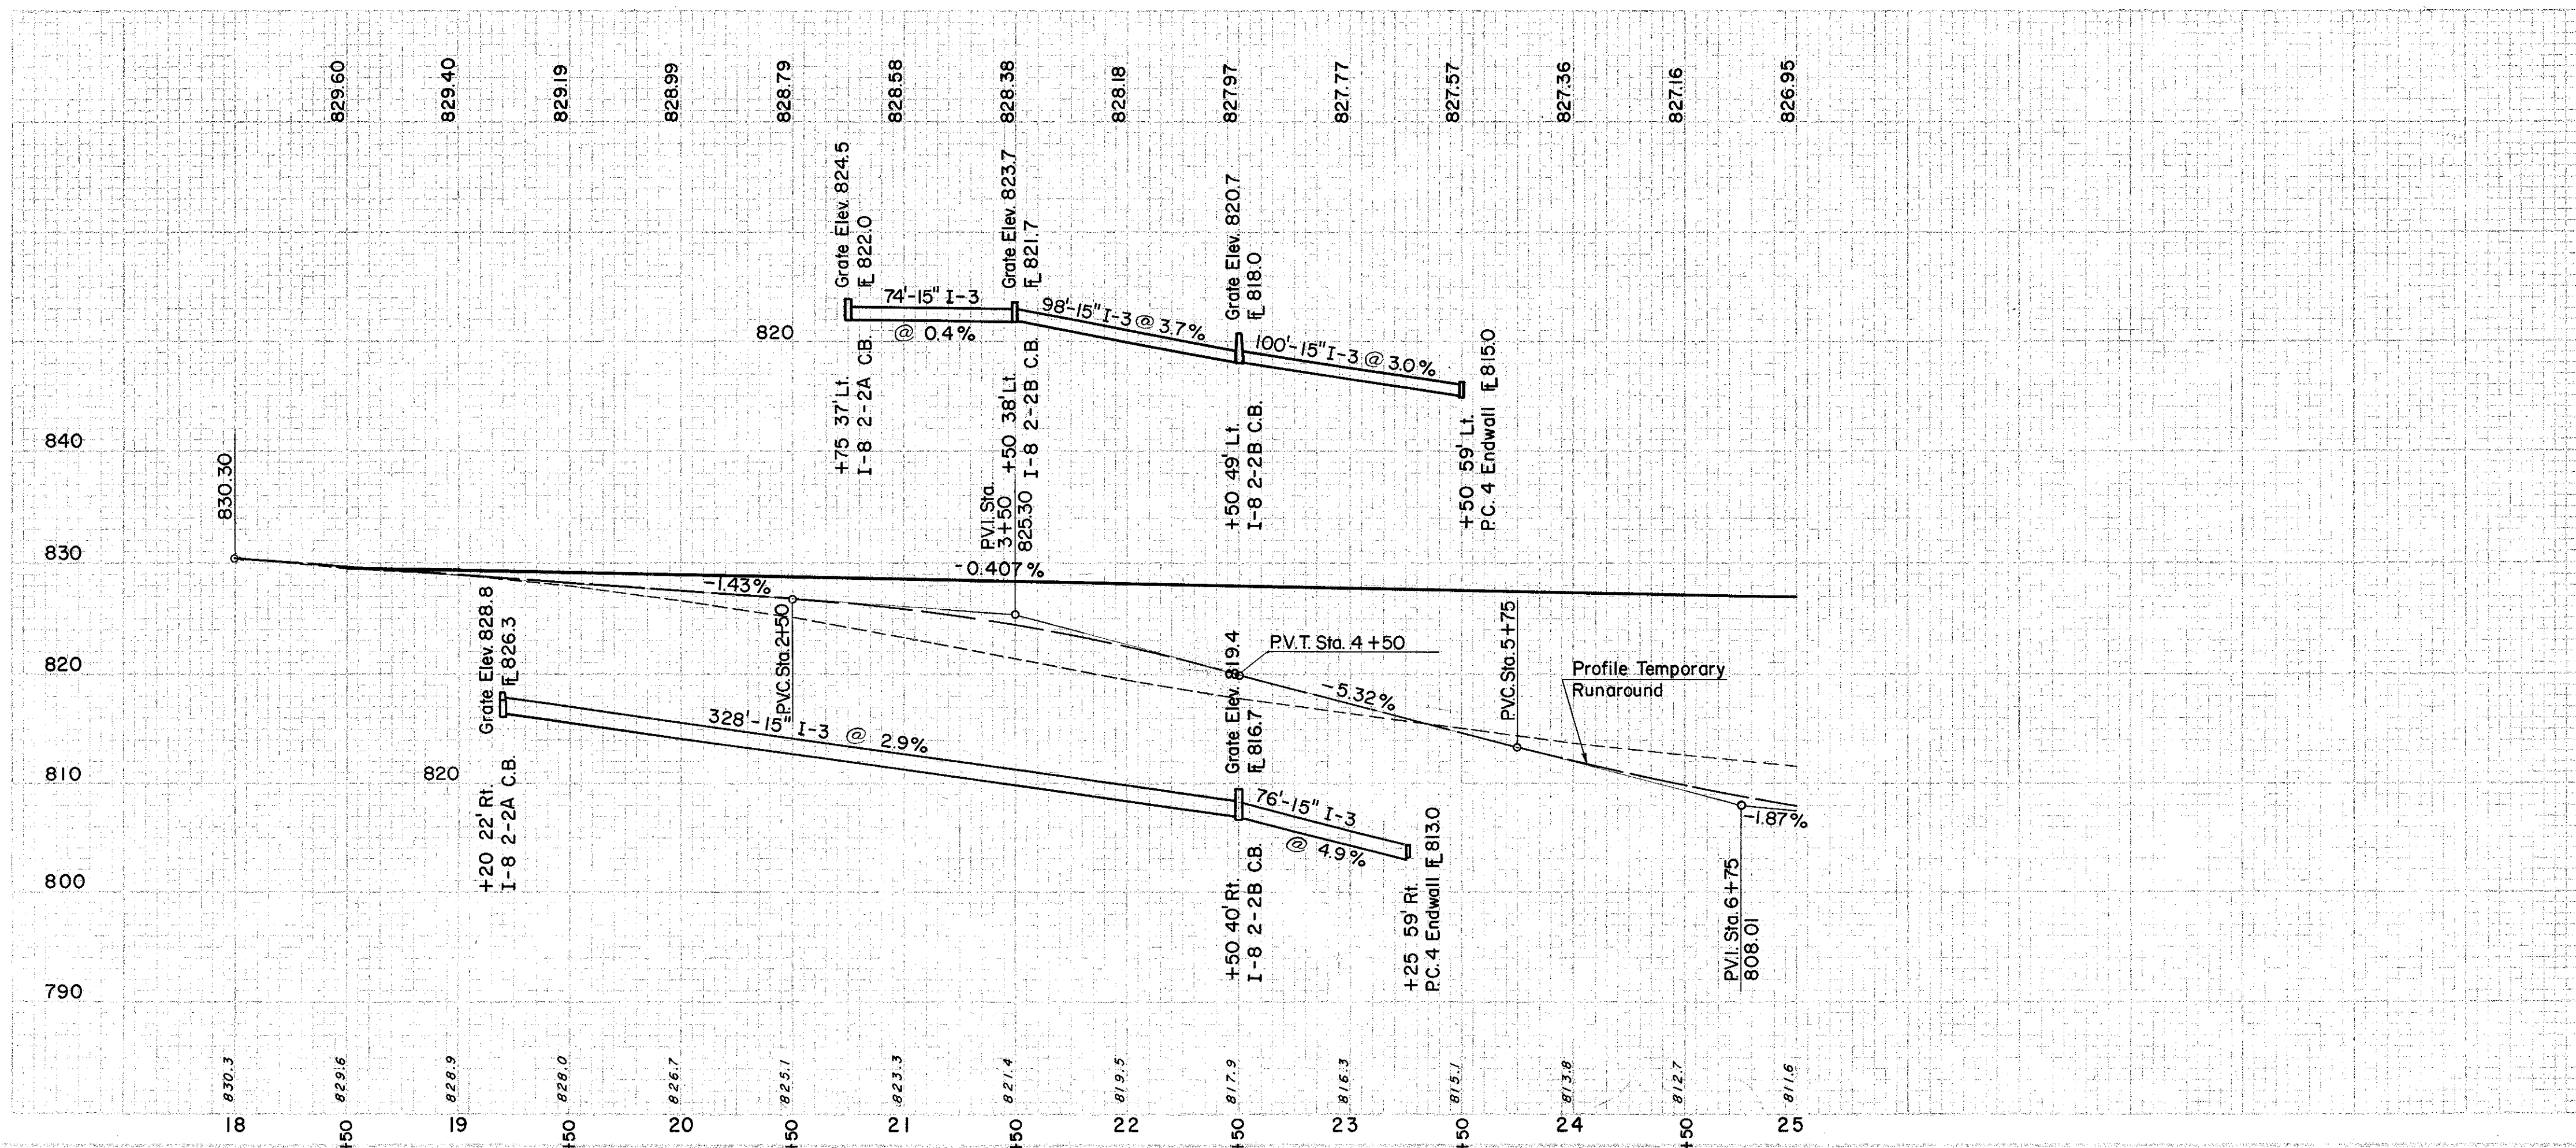 829.60
829.40
829.19
828.99
828.79
828.58
828.38
828.18
827.97
827.77
827.57
827.36
827.16
826.95
Grate Elev. 824.5
℄ 822.0
Grate Elev. 823.7
℄ 821.7
Grate Elev. 820.7
℄ 818.0
74'-15" I-3
@ 0.4%
98'-15" I-3 @ 3.7%
100'-15" I-3 @ 3.0%
820
+75 37' Lt.
I-8 2-2A C.B.
+50 38' Lt.
I-8 2-2B C.B.
+50 49' Lt.
I-8 2-2B C.B.
+50 59' Lt.
P.C. 4 Endwall ℄ 815.0
840
830.30
P.V.I. Sta.
3+50
825.30
830
-0.407%
-1.43%
P.V.C. Sta. 2+50
P.V.T. Sta. 4+50
-5.32%
P.V.C. Sta. 5+75
Profile Temporary
Runaround
820
Grate Elev. 828.8
℄ 826.3
328'-15" I-3 @ 2.9%
Grate Elev. 819.4
℄ 816.7
76'-15" I-3
@ 4.9%
-1.87%
810
820
+20 22' Rt.
I-8 2-2A C.B.
+50 40' Rt.
I-8 2-2B C.B.
+25 59' Rt.
P.C. 4 Endwall ℄ 813.0
P.V.I. Sta. 6+75
808.01
800
790
830.3
829.6
828.9
828.0
826.7
825.1
823.3
821.4
819.5
817.9
816.3
815.1
813.8
812.7
811.6
18
+50
19
+50
20
+50
21
+50
22
+50
23
+50
24
+50
25